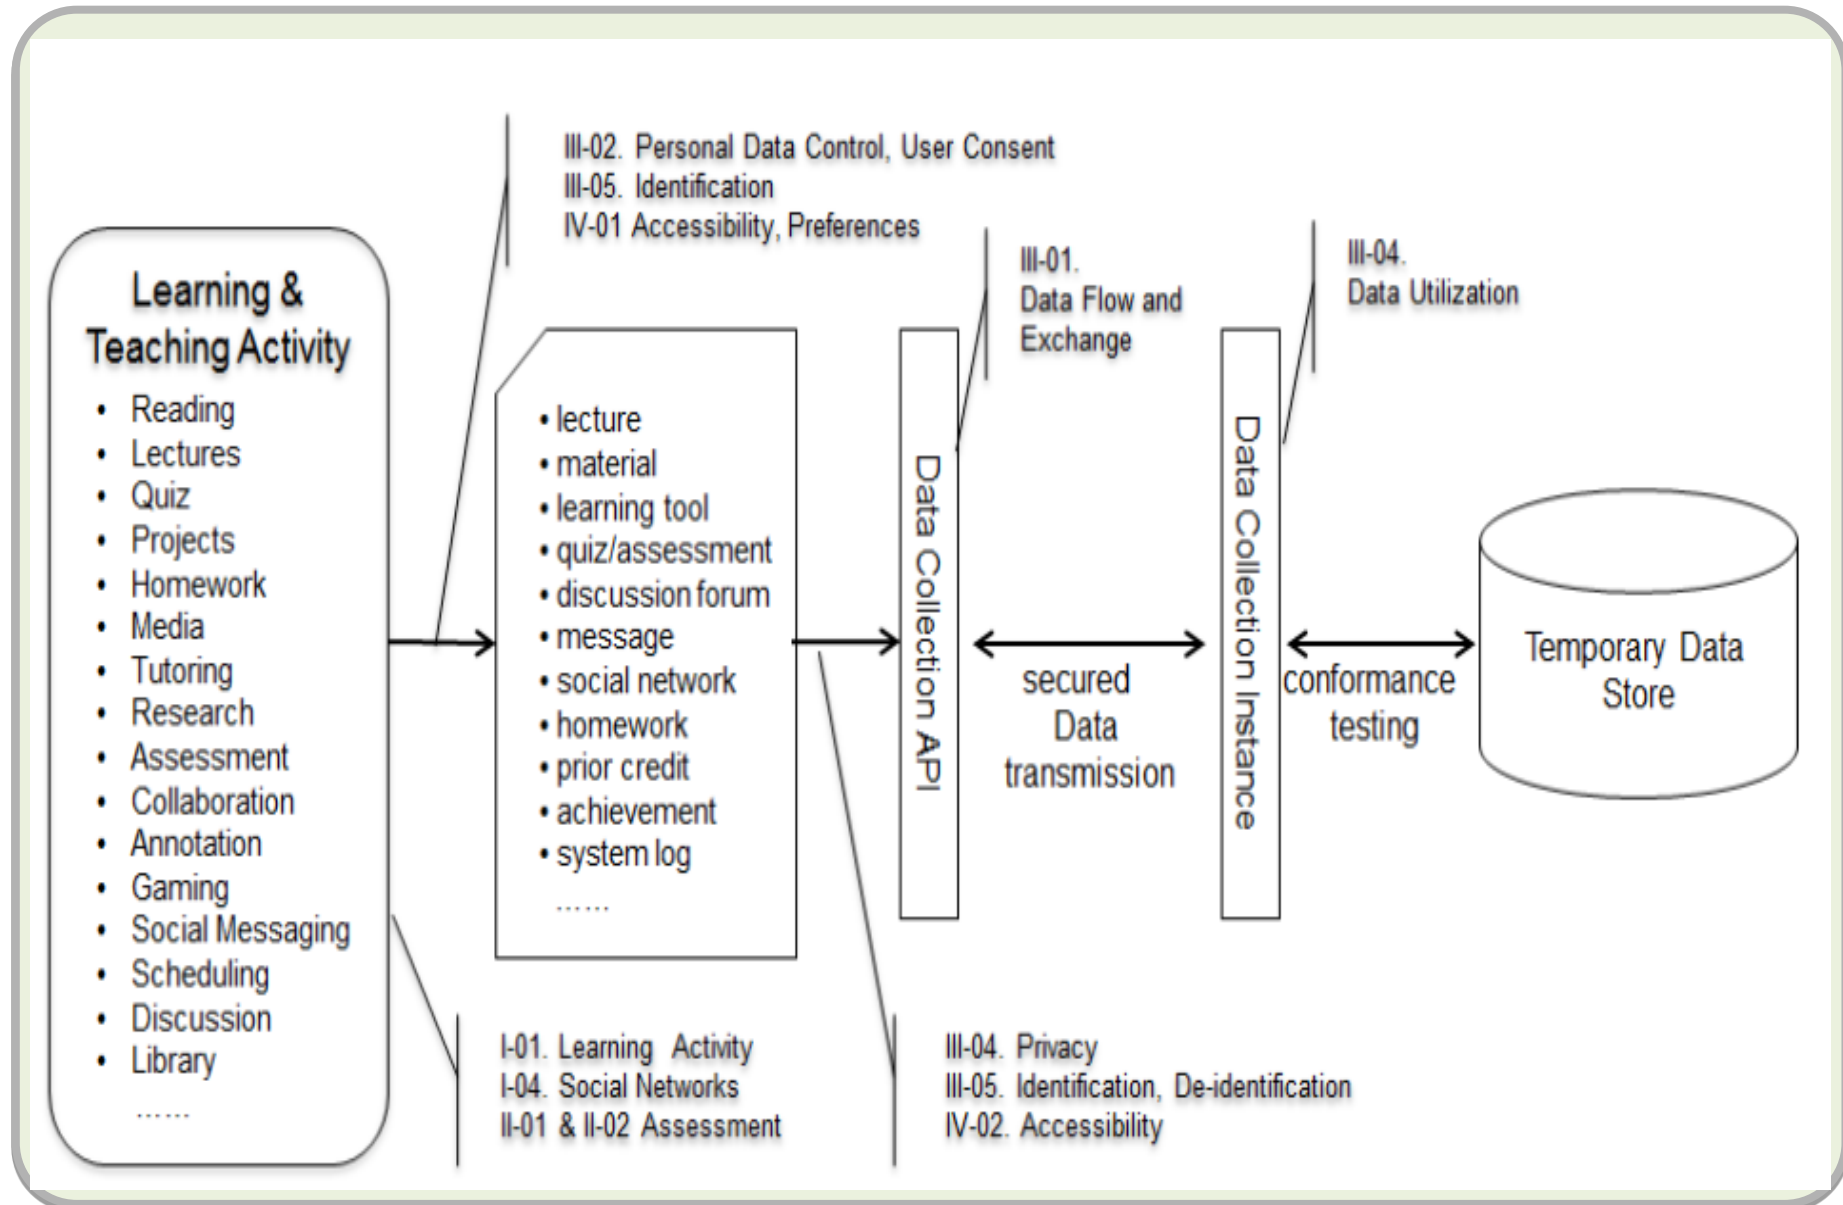 III-02. Personal Data Control, User Consent
III-05. Identification
IV-01 Accessibility, Preferences
Learning &
Teaching Activity
• Reading
• Lectures
• Quiz
• Projects
• Homework
• Media
• Tutoring
• Research
• Assessment
• Collaboration
• Annotation
• Gaming
• Social Messaging
• Scheduling
• Discussion
• Library
……
• lecture
• material
• learning tool
• quiz/assessment
• discussion forum
• message
• social network
• homework
• prior credit
• achievement
• system log
……
III-01.
Data Flow and
Exchange
III-04.
Data Utilization
Data Collection API
secured
Data
transmission
Data Collection Instance
conformance
testing
Temporary Data
Store
I-01. Learning Activity
I-04. Social Networks
II-01 & II-02 Assessment
III-04. Privacy
III-05. Identification, De-identification
IV-02. Accessibility